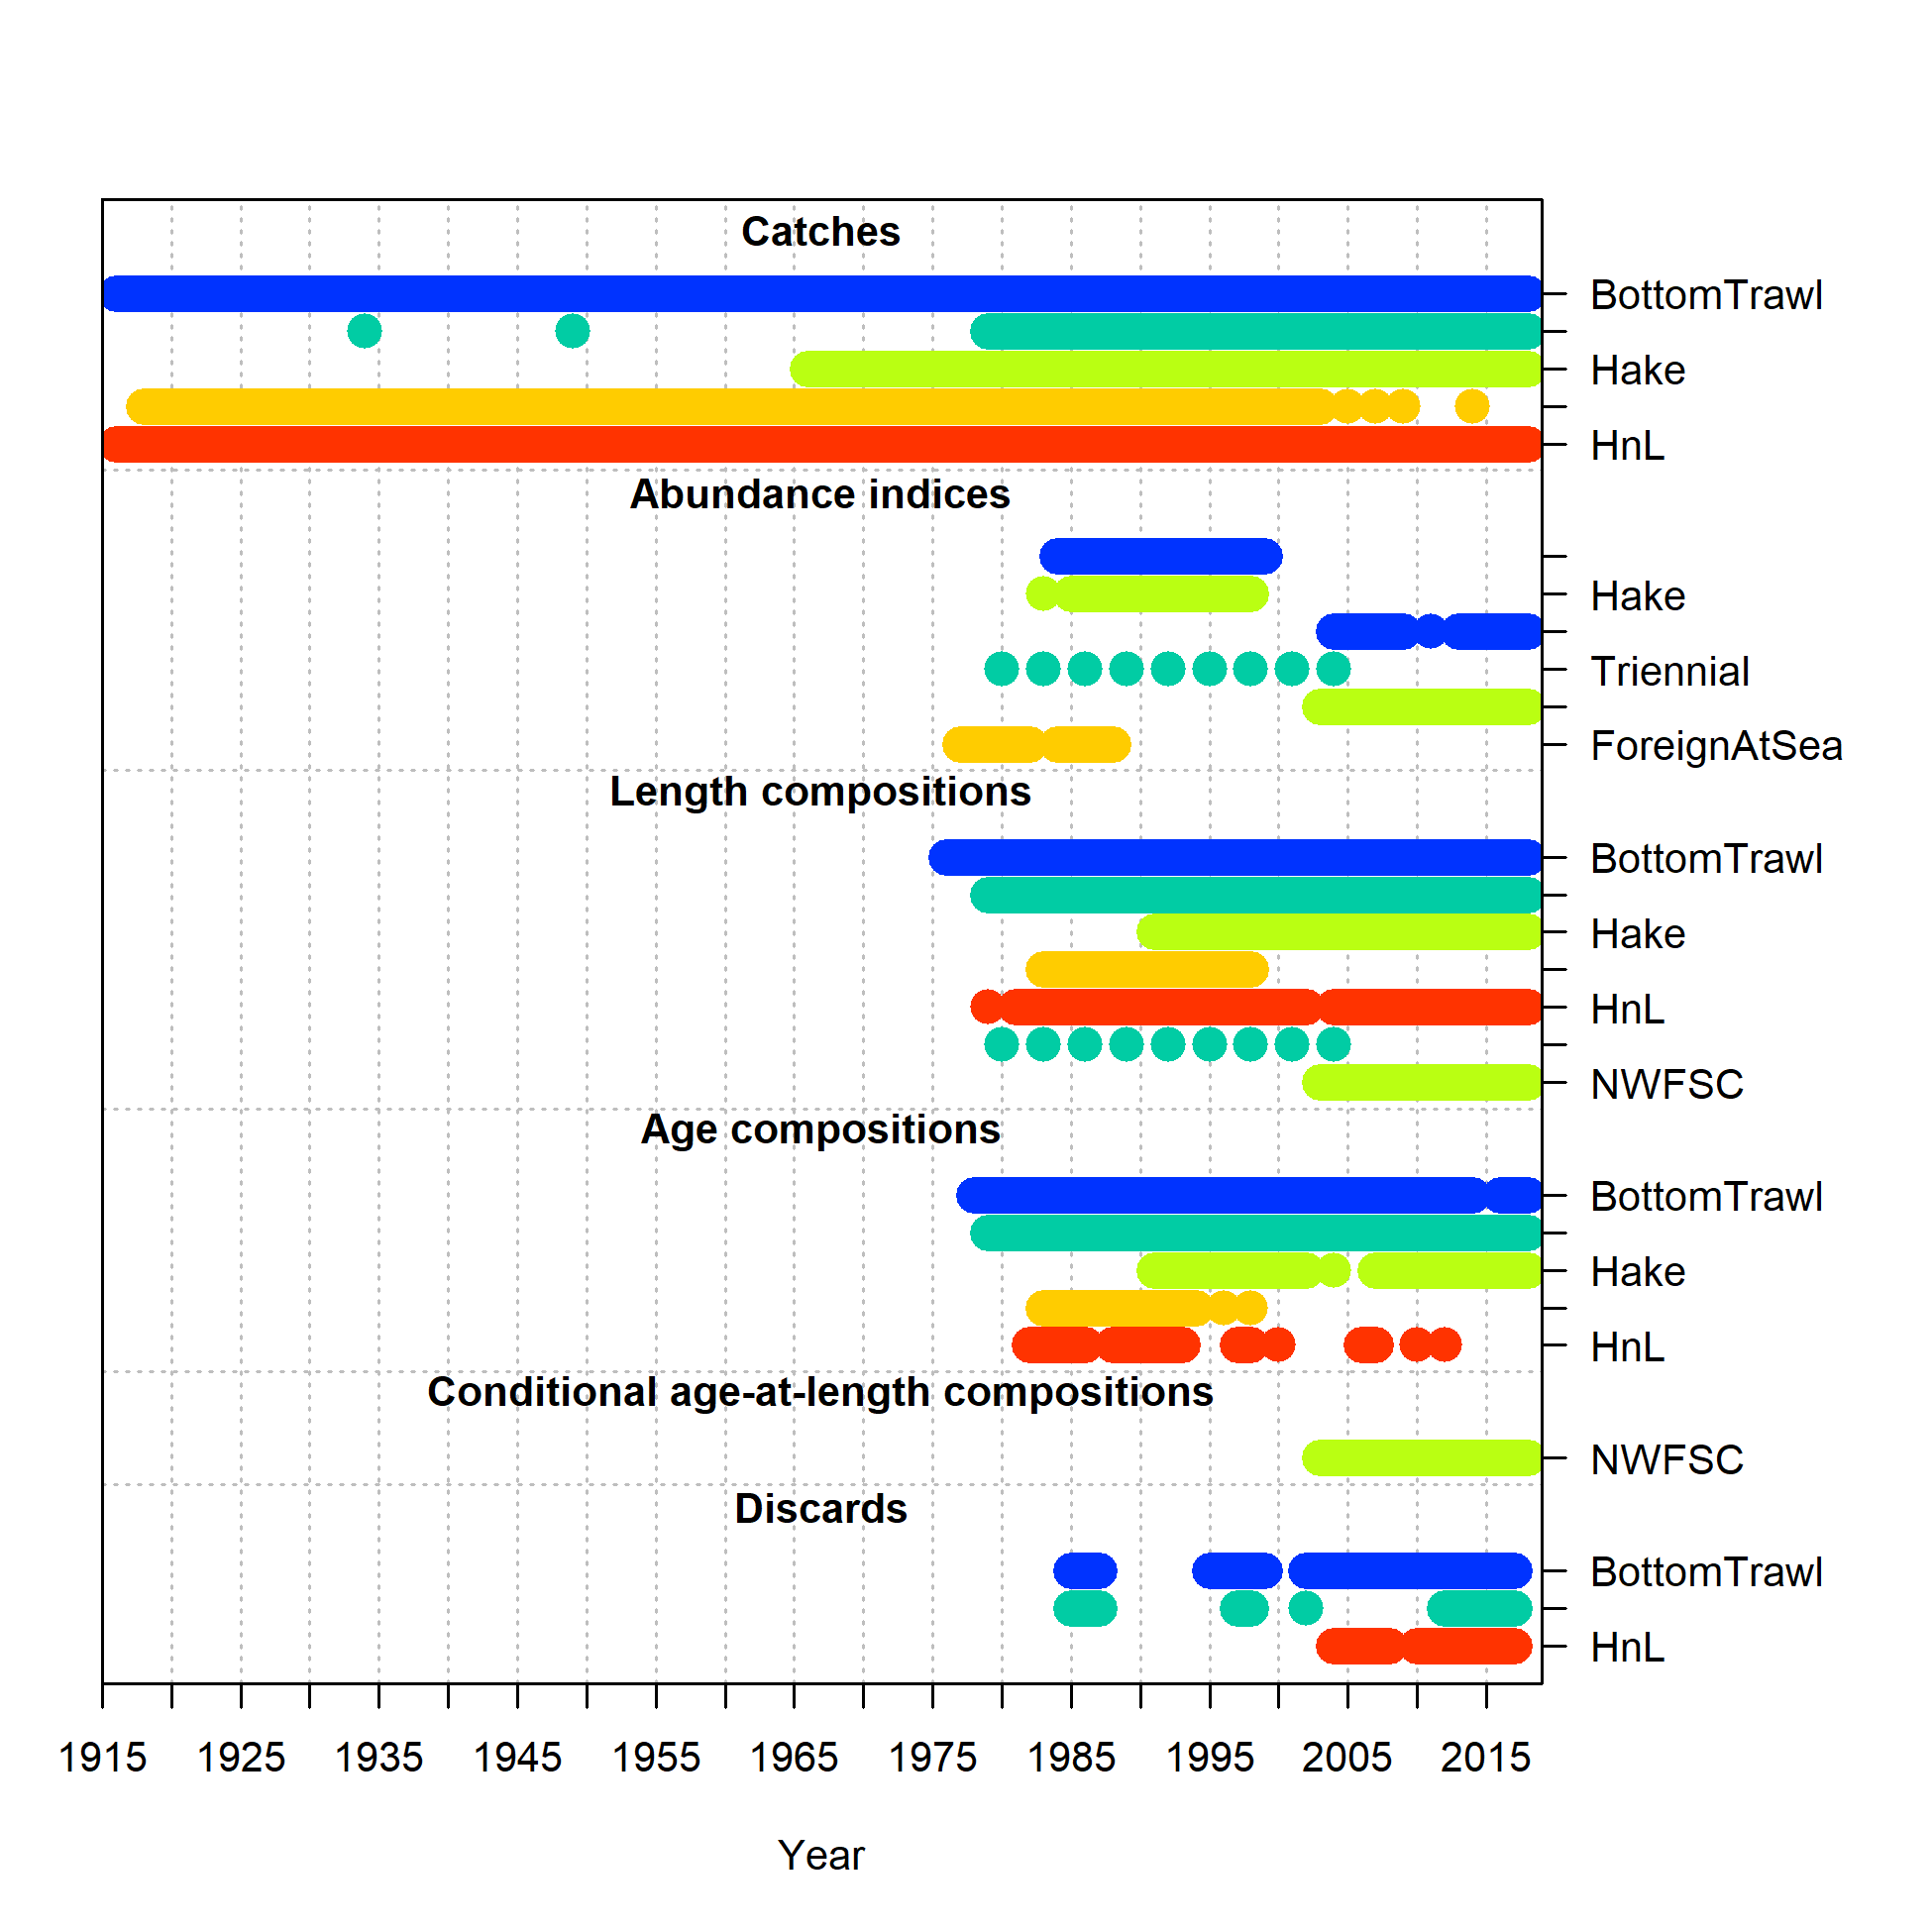 Catches
BottomTrawl
Hake
HnL
Abundance indices
Hake
Triennial
ForeignAtSea
Length compositions
BottomTrawl
Hake
HnL
NWFSC
Age compositions
BottomTrawl
Hake
HnL
Conditional age-at-length compositions
NWFSC
Discards
BottomTrawl
HnL
1915 1925 1935 1945 1955 1965 1975 1985 1995 2005 2015
Year